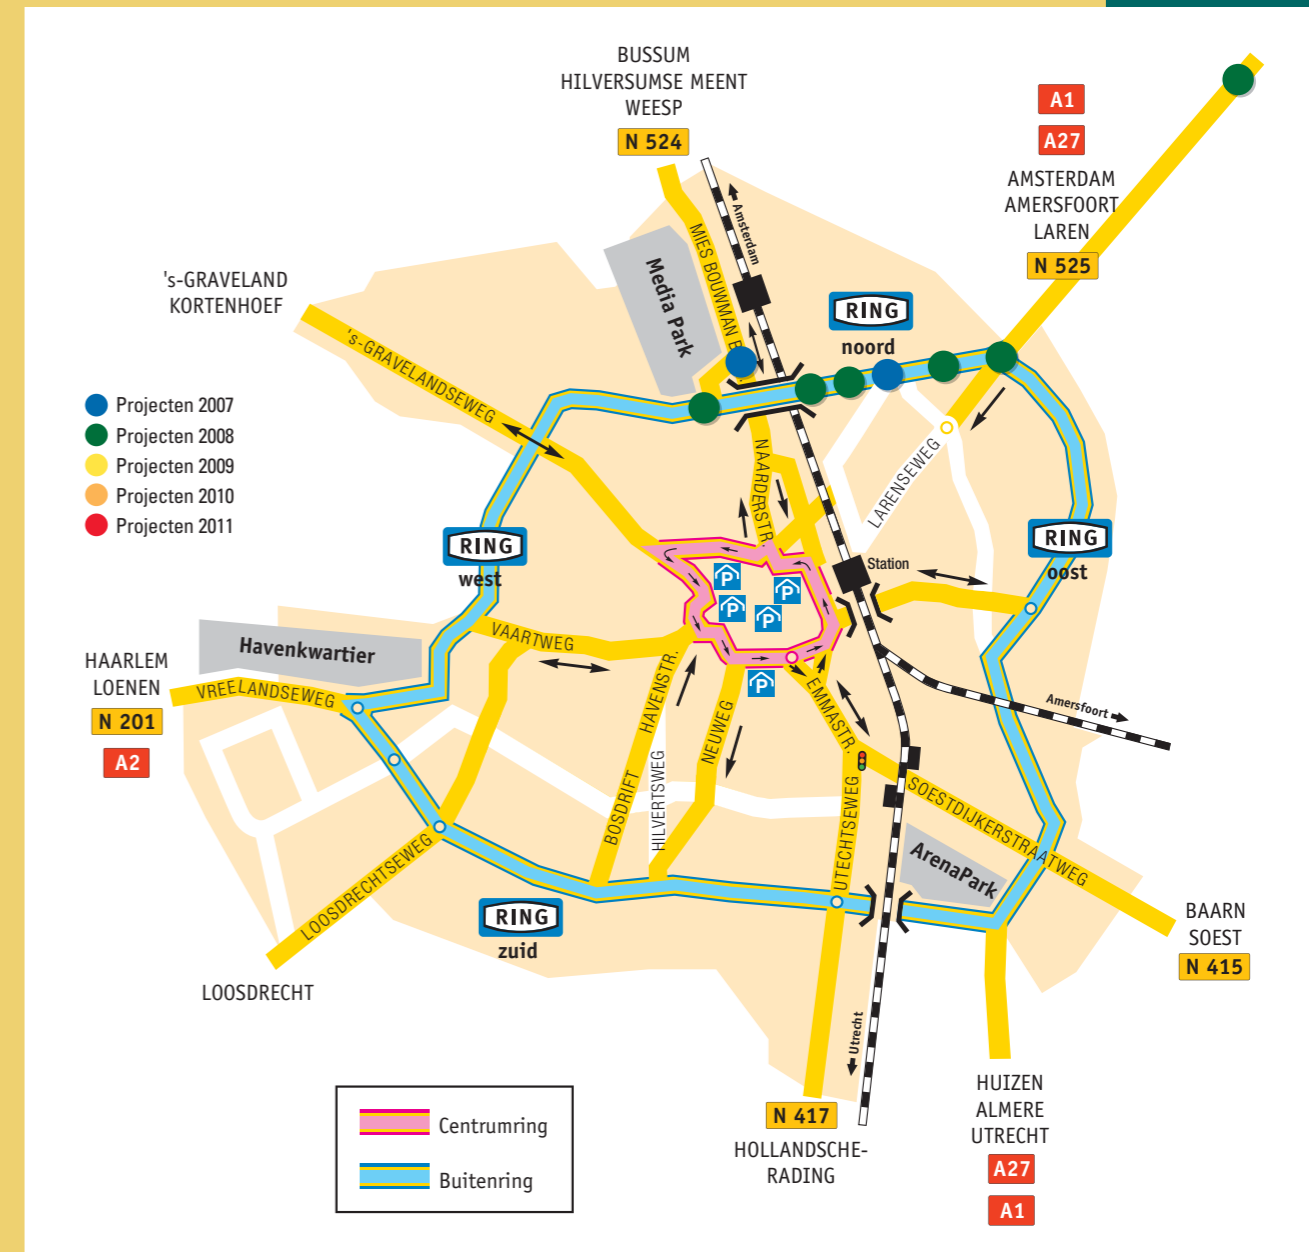 BUSSUM
HILVERSUMSE MEENT
WEESP
N 524
A1
A27
AMSTERDAM
AMERSFOORT
LAREN
N 525
's-GRAVELAND
KORTENHOEF
's-GRAVELANDSEWEG
Media Park
MIES BOUWMAN B
Amsterdam
RING
noord
Projecten 2007
Projecten 2008
Projecten 2009
Projecten 2010
Projecten 2011
NAARDERSTR.
LARENSEWEG
RING
west
RING
oost
Station
P
P
P
P
P
Havenkwartier
VAARTWEG
HAARLEM
LOENEN
N 201
A2
VREELANDSEWEG
HAVENSTR.
BOSDRIFT
HILVERTSWEG
NEUWEG
EMMASTR.
UTECHTSEWEG
Amersfoort
SOESTDIJKERSTRAATWEG
ArenaPark
LOOSDRECHTSEWEG
LOOSDRECHT
RING
zuid
BAARN
SOEST
N 415
Utrecht
N 417
HOLLANDSCHE-
RADING
HUIZEN
ALMERE
UTRECHT
A27
A1
Centrumring
Buitenring